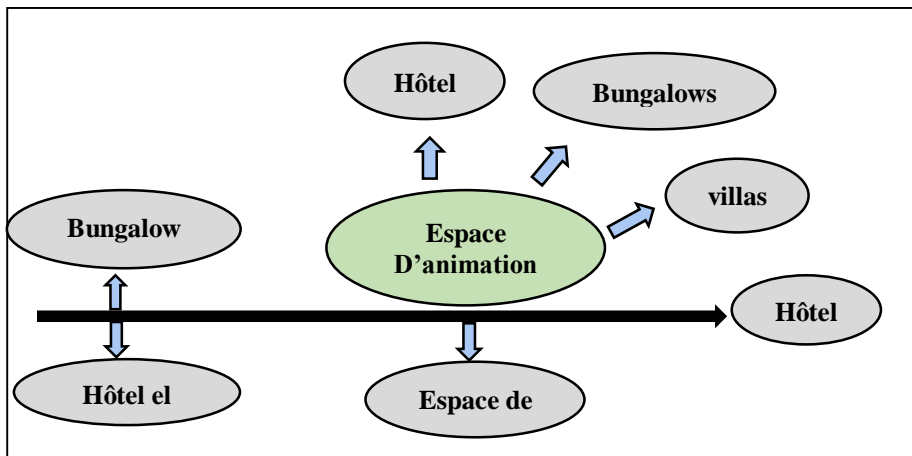 Hôtel
Bungalows
villas
Bungalow
Espace
D’animation
Hôtel
Hôtel el
Espace de